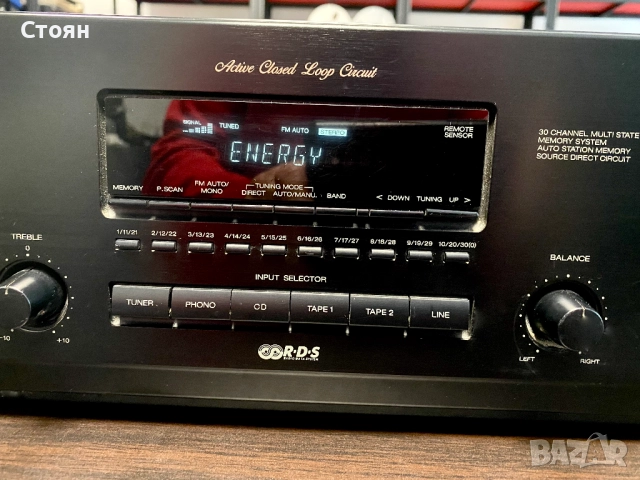 Стоян
Active Closed Loop Circuit
SIGNAL TUNED FM AUTO STEREO
REMOTE
SENSOR
ENERGY
30 CHANNEL MULTI STATE
MEMORY SYSTEM
AUTO STATION MEMORY
SOURCE DIRECT CIRCUIT
MEMORY P.SCAN FM AUTO/
MONO
TUNING MODE
DIRECT AUTO/MANU. BAND < DOWN TUNING UP >
1/11/21 2/12/22 3/13/23 4/14/24 5/15/25 6/16/26 7/17/27 8/18/28 9/19/29 10/20/30(0)
TREBLE
0
-10 +10
INPUT SELECTOR
TUNER PHONO CD TAPE 1 TAPE 2 LINE
BALANCE
LEFT RIGHT
R·D·S
RADIO DATA SYSTEM
BAZAR